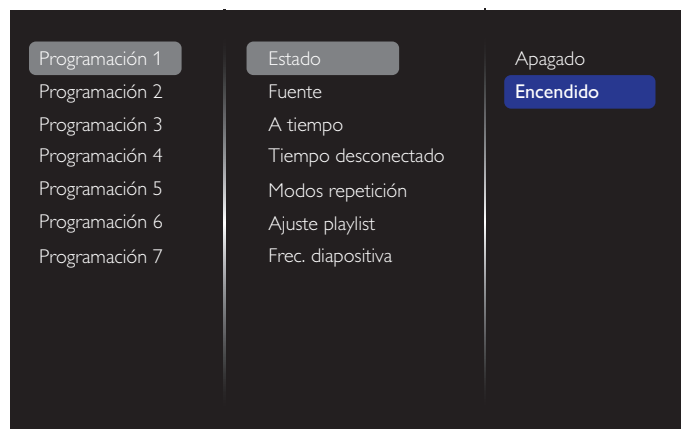 Programación 1
Programación 2
Programación 3
Programación 4
Programación 5
Programación 6
Programación 7
Estado
Fuente
A tiempo
Tiempo desconectado
Modos repetición
Ajuste playlist
Frec. diapositiva
Apagado
Encendido